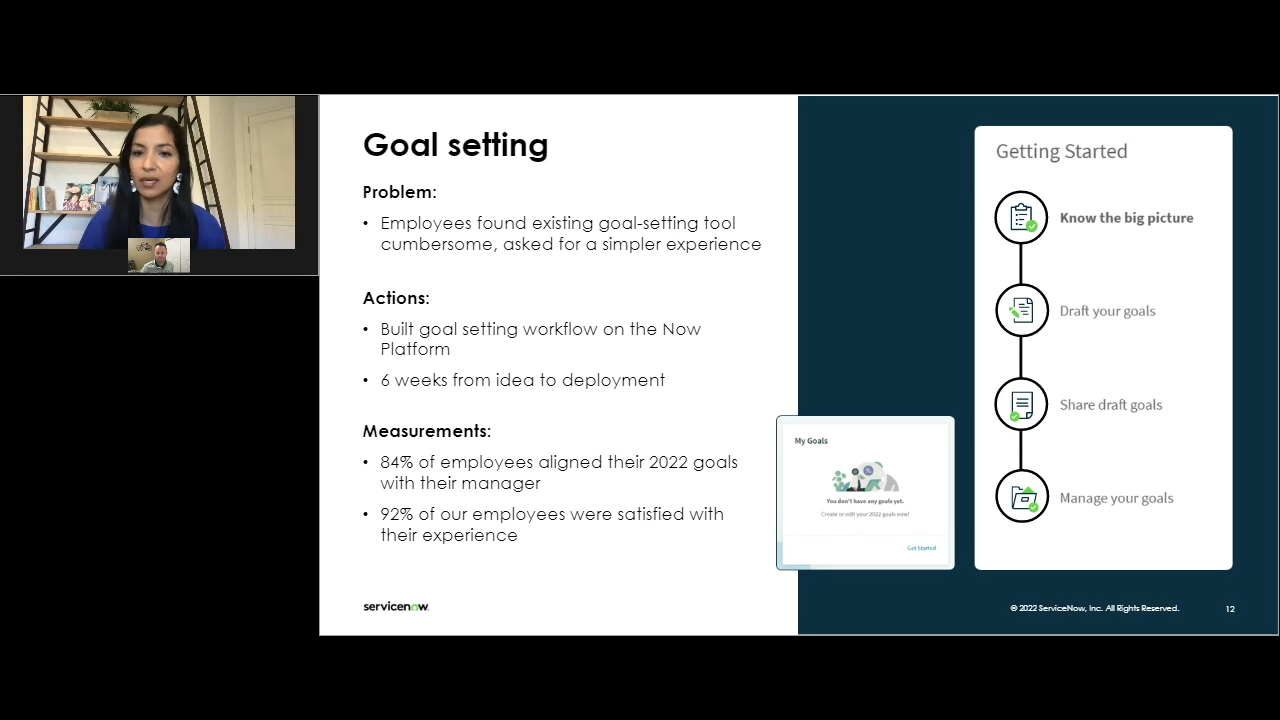 Goal setting
Problem:
• Employees found existing goal-setting tool
cumbersome, asked for a simpler experience
Actions:
• Built goal setting workflow on the Now
Platform
• 6 weeks from idea to deployment
Measurements:
• 84% of employees aligned their 2022 goals
with their manager
• 92% of our employees were satisfied with
their experience
servicenow.
My Goals
You don't have any goals yet.
Create or edit your 2022 goals now!
Get Started
Getting Started
Know the big picture
Draft your goals
Share draft goals
Manage your goals
© 2022 ServiceNow, Inc. All Rights Reserved.
12